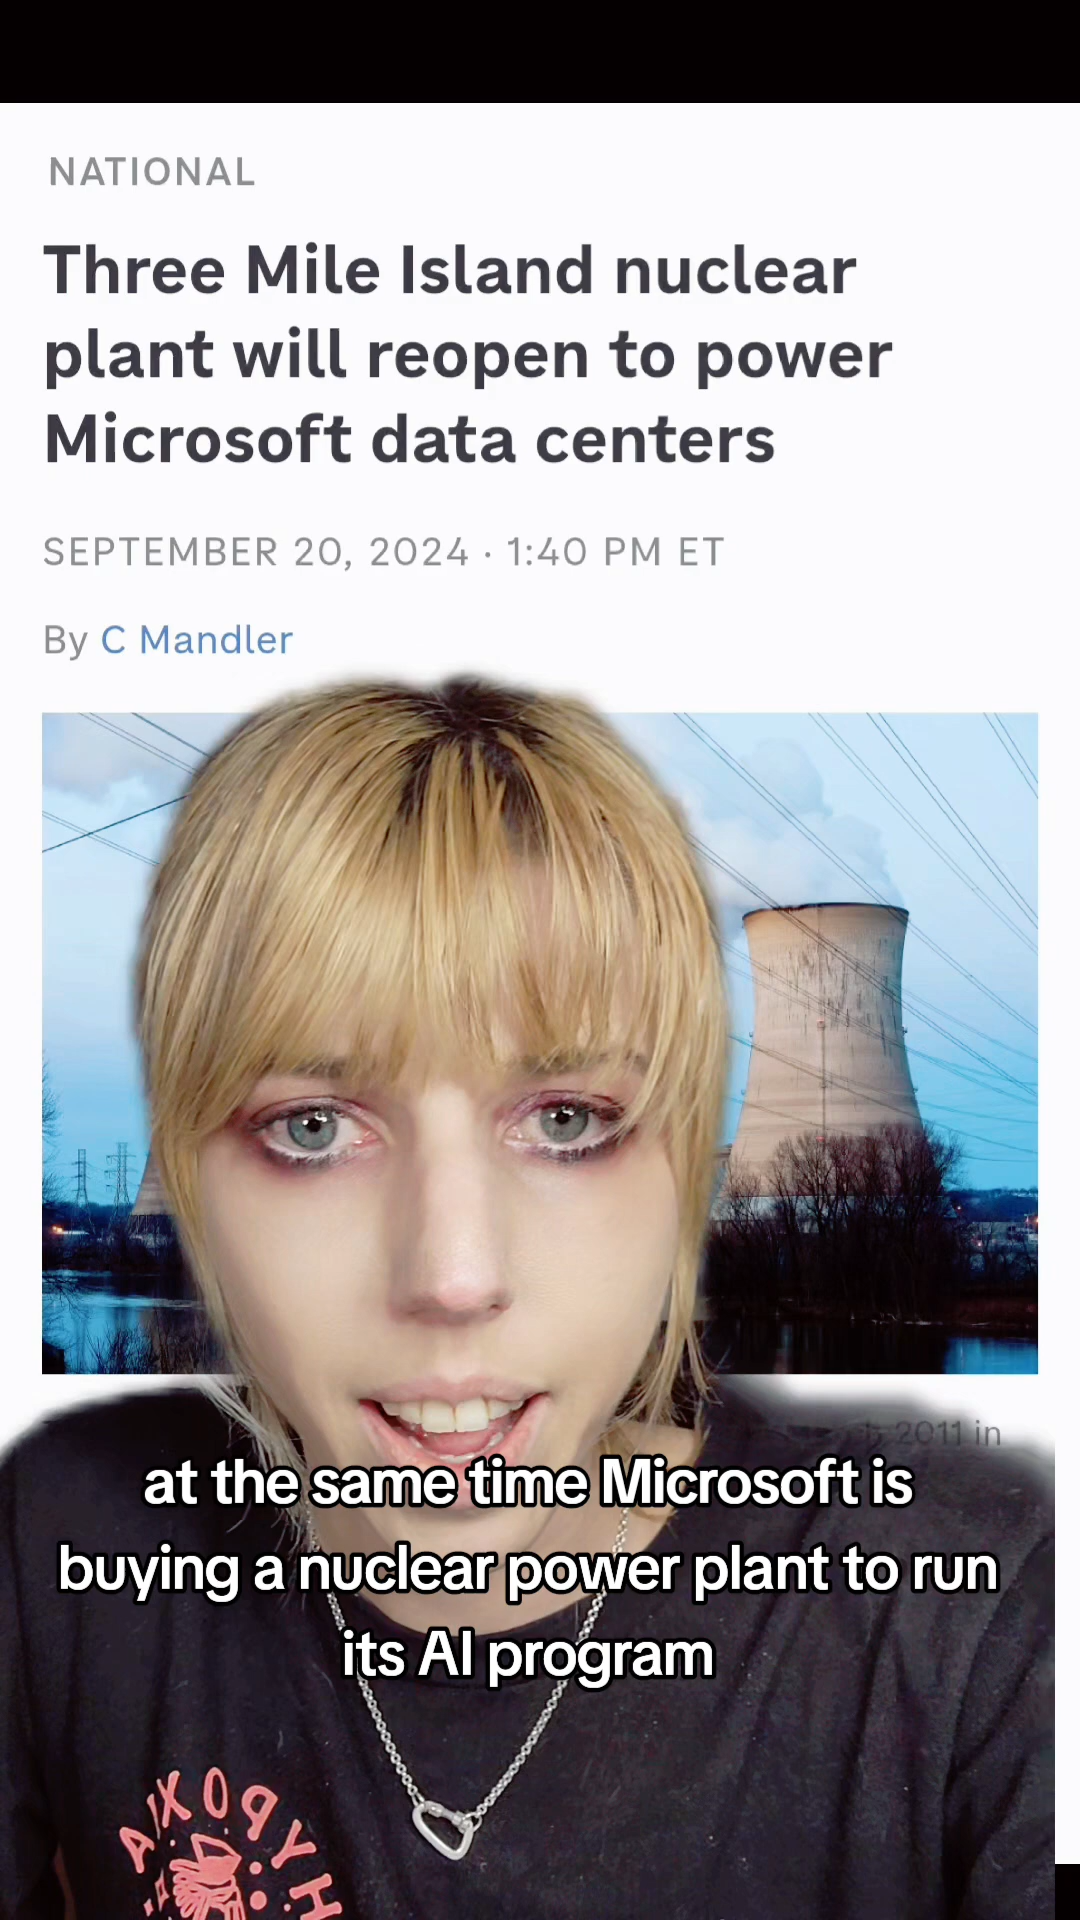 NATIONAL
Three Mile Island nuclear
plant will reopen to power
Microsoft data centers
SEPTEMBER 20, 2024 · 1:40 PM ET
By C Mandler
2011 in
at the same time Microsoft is
buying a nuclear power plant to run
its AI program